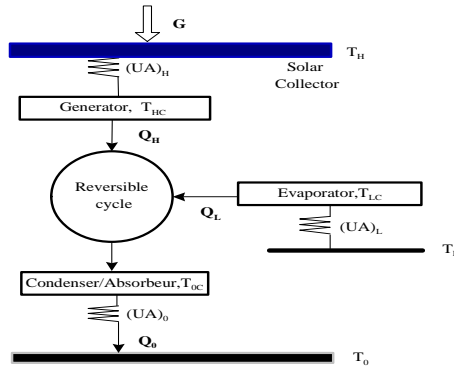 G
T_H
Solar
Collector
(UA)_H
Generator, T_HC
Q_H
Reversible
cycle
Evaporator,T_LC
Q_L
(UA)_L
Condenser/Absorbeur,T_0C
(UA)_0
Q_0
T_0